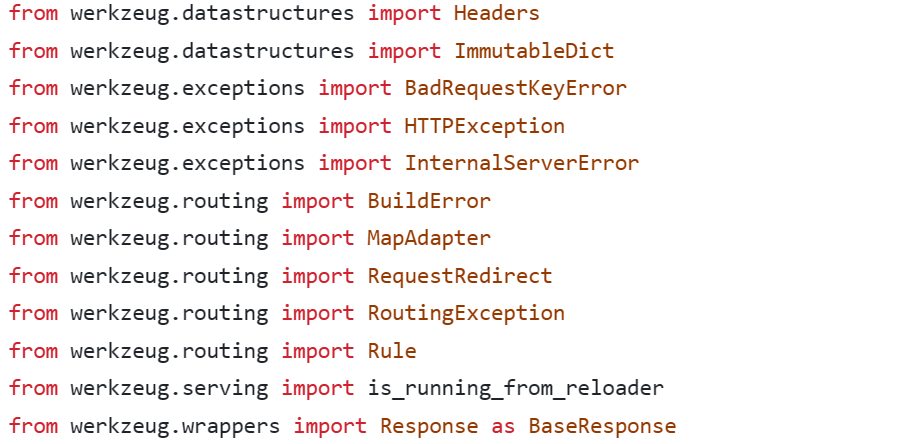 from werkzeug.datastructures import Headers
from werkzeug.datastructures import ImmutableDict
from werkzeug.exceptions import BadRequestKeyError
from werkzeug.exceptions import HTTPException
from werkzeug.exceptions import InternalServerError
from werkzeug.routing import BuildError
from werkzeug.routing import MapAdapter
from werkzeug.routing import RequestRedirect
from werkzeug.routing import RoutingException
from werkzeug.routing import Rule
from werkzeug.serving import is_running_from_reloader
from werkzeug.wrappers import Response as BaseResponse